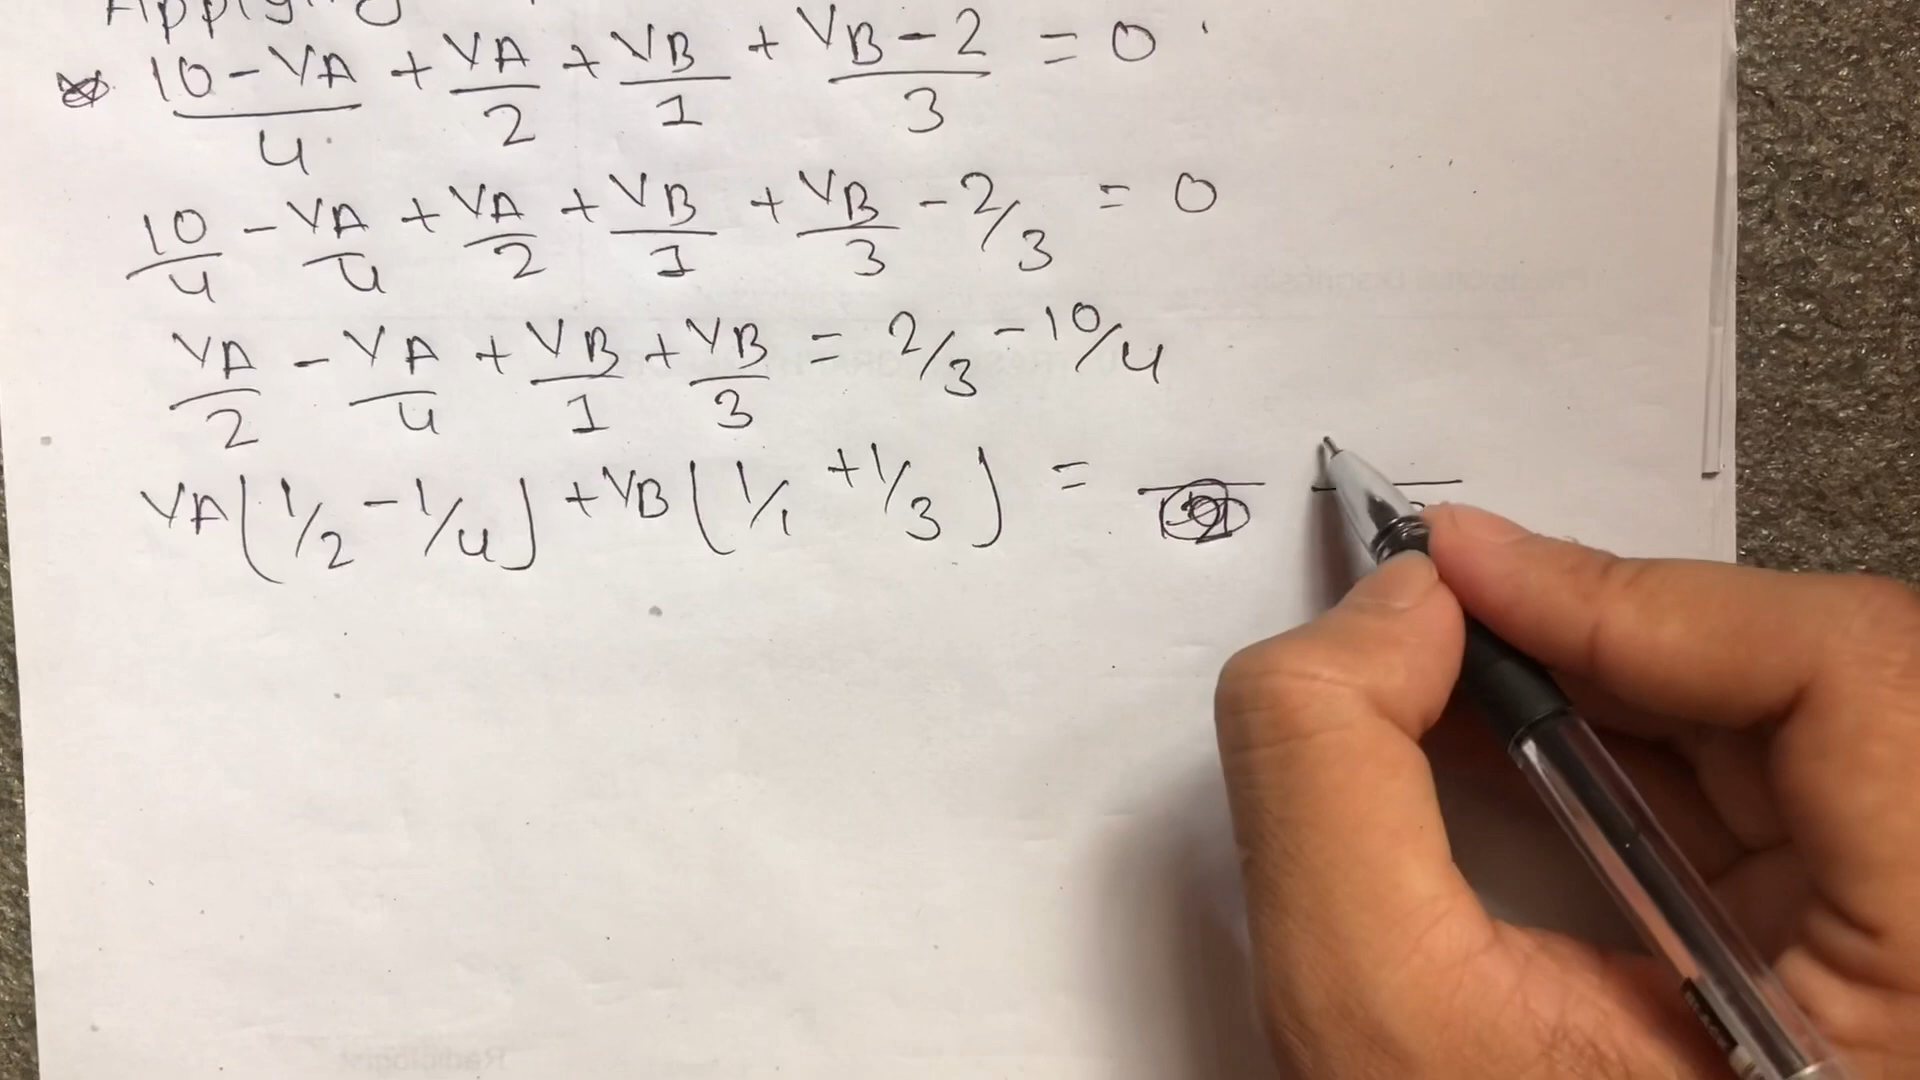 Applying
10 - VA / 4 + VA / 2 + VB / 1 + VB - 2 / 3 = 0
10/4 - VA/4 + VA/2 + VB/1 + VB/3 - 2/3 = 0
VA/2 - VA/4 + VB/1 + VB/3 = 2/3 - 10/4
VA(1/2 - 1/4) + VB(1/1 + 1/3) =
Radiologist